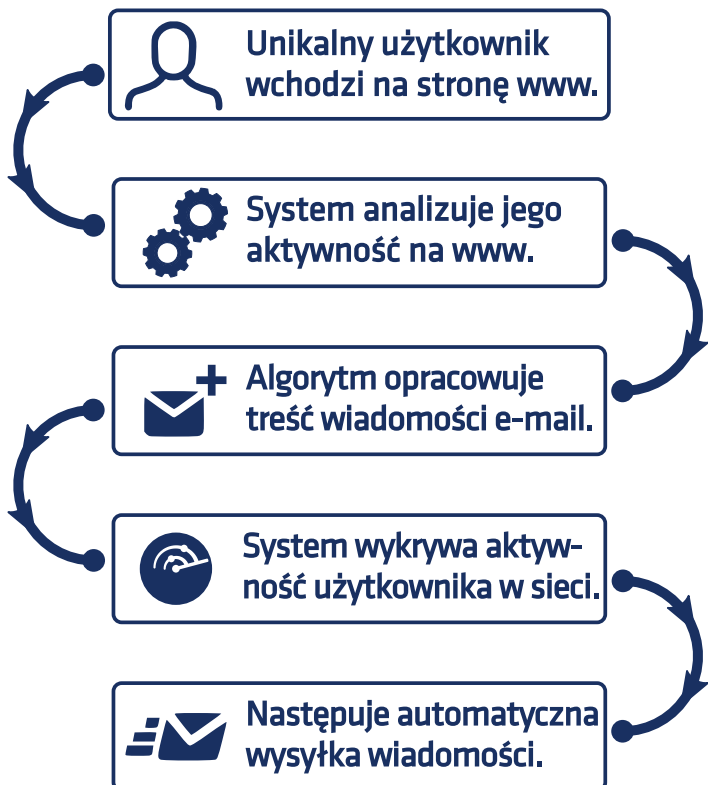 Unikalny użytkownik
wchodzi na stronę www.
System analizuje jego
aktywność na www.
Algorytm opracowuje
treść wiadomości e-mail.
System wykrywa aktyw-
ność użytkownika w sieci.
Następuje automatyczna
wysyłka wiadomości.